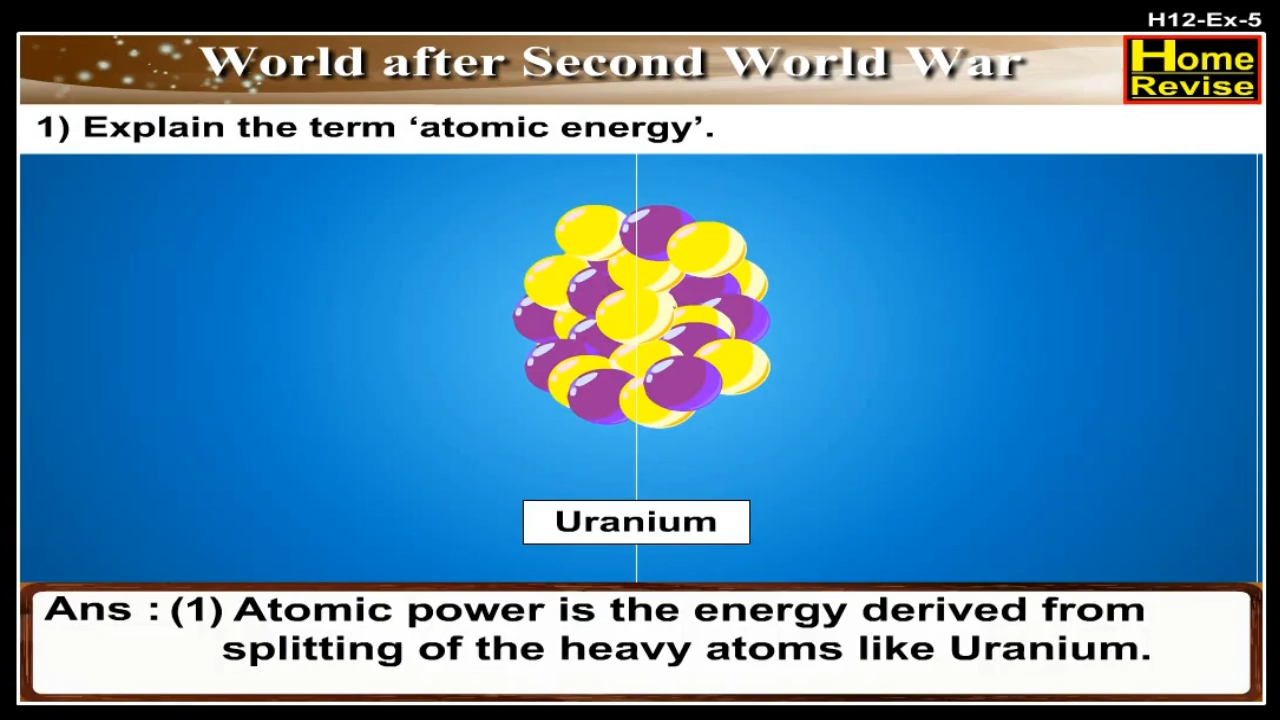 H12-Ex-5
World after Second World War
Home
Revise
1) Explain the term ‘atomic energy’.
Uranium
Ans : (1) Atomic power is the energy derived from
splitting of the heavy atoms like Uranium.